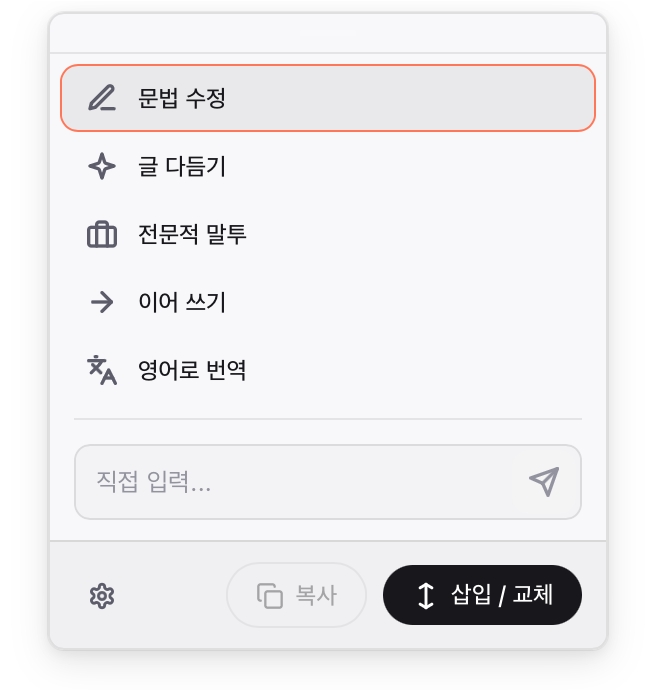 문법 수정
글 다듬기
전문적 말투
이어 쓰기
영어로 번역
직접 입력...
복사
삽입 / 교체